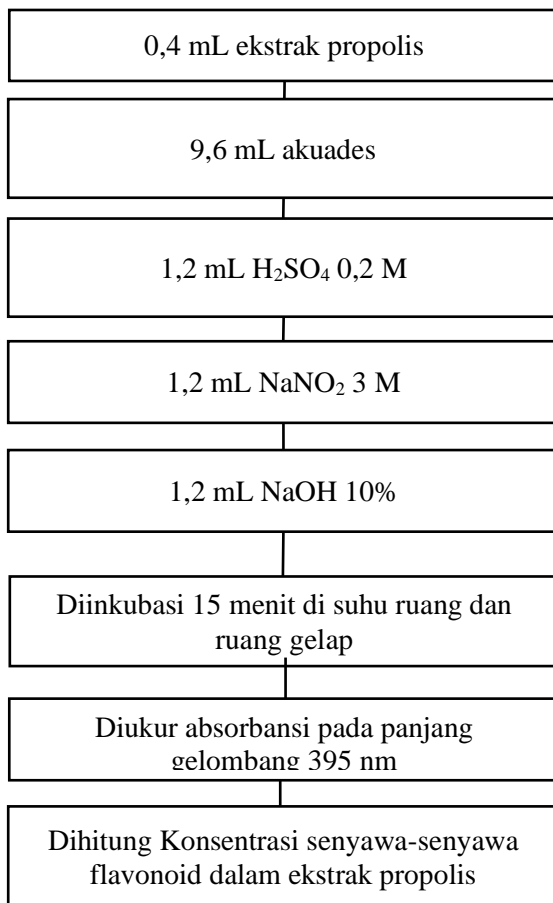 0,4 mL ekstrak propolis
9,6 mL akuades
1,2 mL H₂SO₄ 0,2 M
1,2 mL NaNO₂ 3 M
1,2 mL NaOH 10%
Diinkubasi 15 menit di suhu ruang dan
ruang gelap
Diukur absorbansi pada panjang
gelombang 395 nm
Dihitung Konsentrasi senyawa-senyawa
flavonoid dalam ekstrak propolis